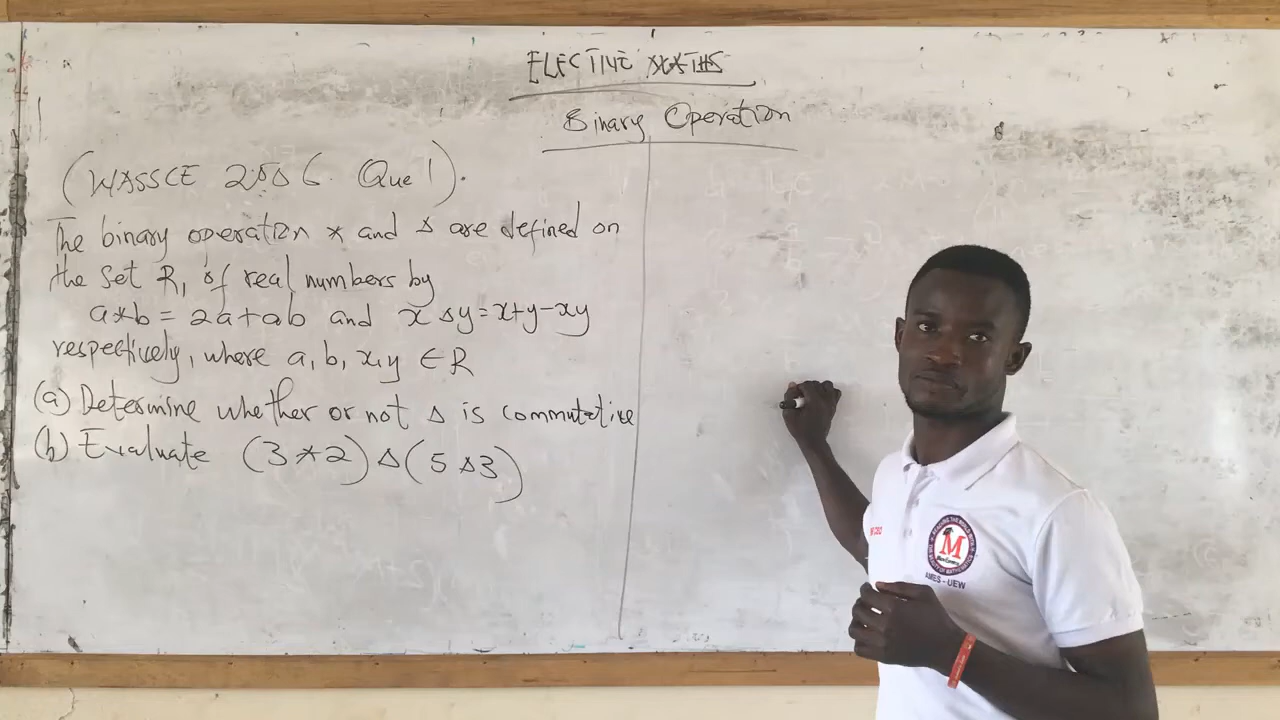 ELECTIVE MATHS
Binary Operation
(WASSCE 2006. Que 1).
The binary operation * and Δ are defined on
the set R, of real numbers by
a*b = 2a+ab and x Δ y = x+y-xy
respectively, where a, b, x, y ∈ R
(a) Determine whether or not Δ is commutative
(b) Evaluate (3*2) Δ (5 Δ 3)
M
AMES - UEW